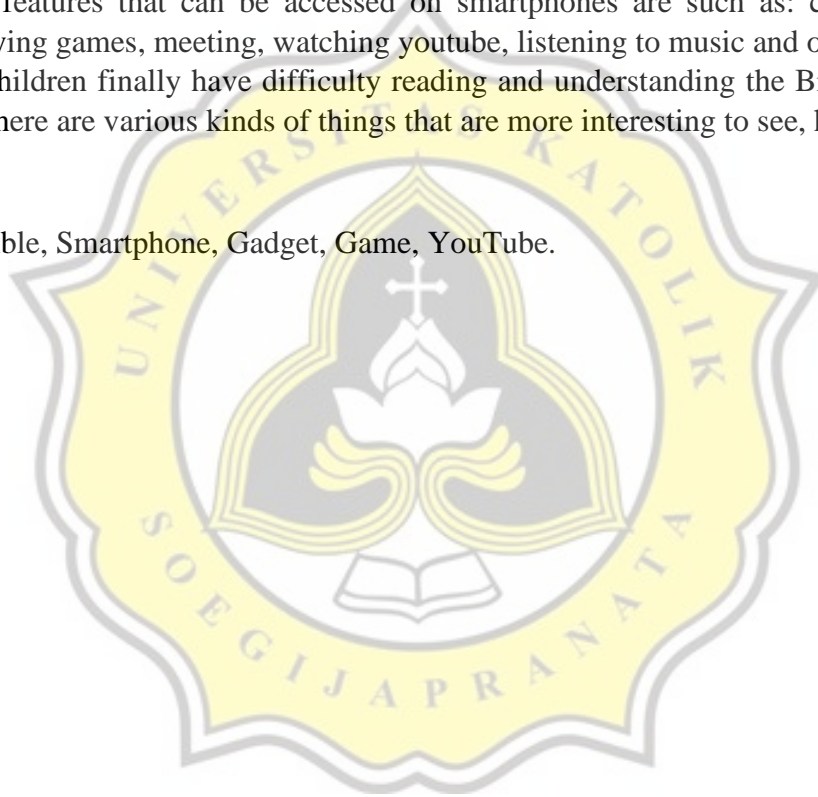 features that can be accessed on smartphones are such as:
ying games, meeting, watching youtube, listening to music and
hildren finally have difficulty reading and understanding the
here are various kinds of things that are more interesting to see,
ble, Smartphone, Gadget, Game, YouTube.
UNIVERSITAS KATOLIK
SOEGIJAPRANATA